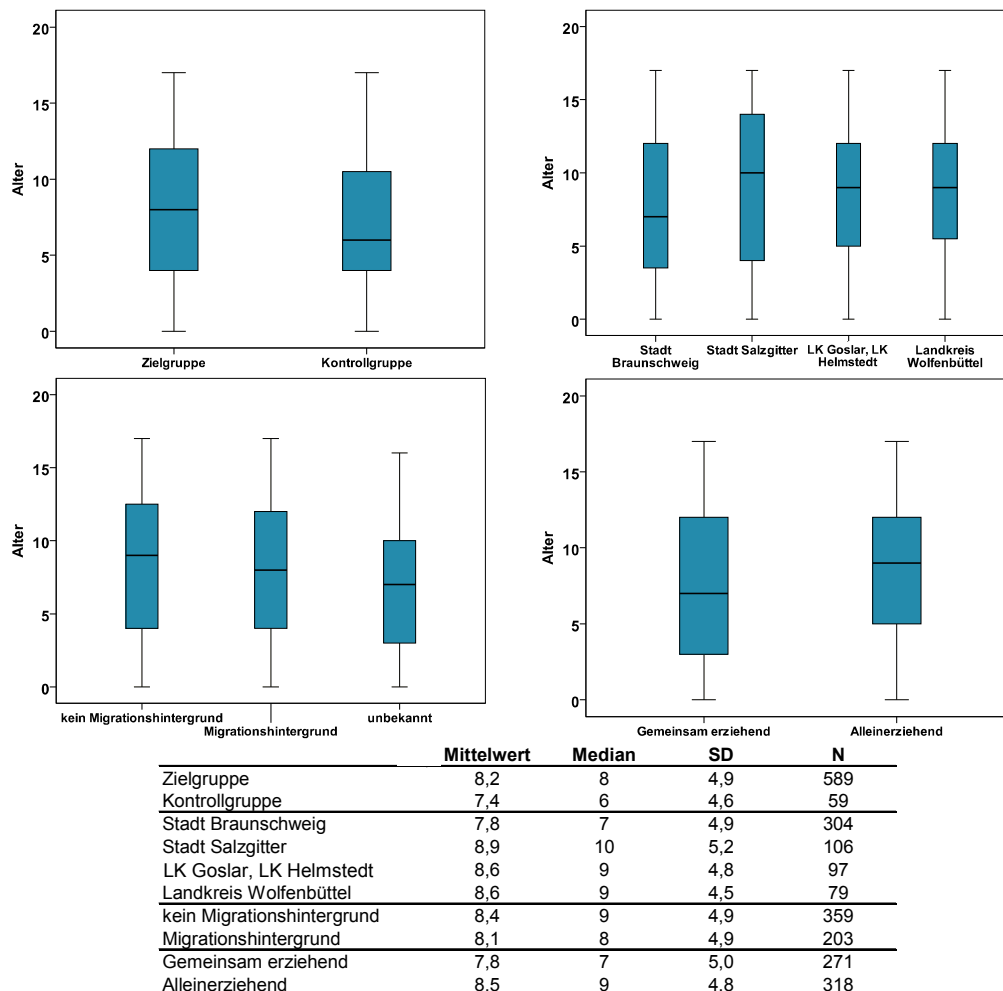 20
15
Alter
10
5
0
Zielgruppe Kontrollgruppe
20
15
Alter
10
5
0
Stadt Braunschweig Stadt Salzgitter LK Goslar, LK Helmstedt Landkreis Wolfenbüttel
20
15
Alter
10
5
0
kein Migrationshintergrund Migrationshintergrund unbekannt
20
15
Alter
10
5
0
Gemeinsam erziehend Alleinerziehend
Mittelwert Median SD N
Zielgruppe 8,2 8 4,9 589
Kontrollgruppe 7,4 6 4,6 59
Stadt Braunschweig 7,8 7 4,9 304
Stadt Salzgitter 8,9 10 5,2 106
LK Goslar, LK Helmstedt 8,6 9 4,8 97
Landkreis Wolfenbüttel 8,6 9 4,5 79
kein Migrationshintergrund 8,4 9 4,9 359
Migrationshintergrund 8,1 8 4,9 203
Gemeinsam erziehend 7,8 7 5,0 271
Alleinerziehend 8,5 9 4,8 318